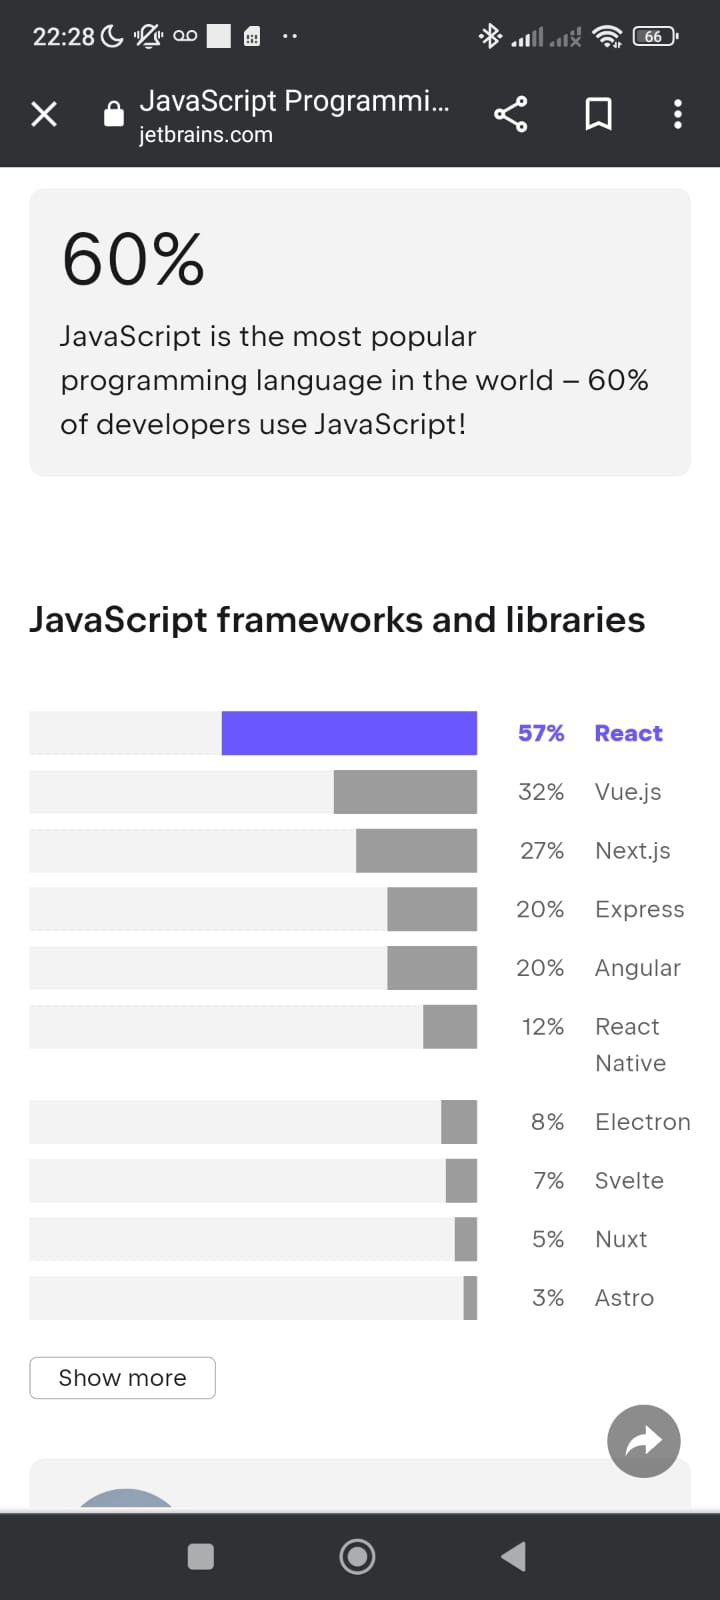 22:28
66
JavaScript Programmi...
jetbrains.com
60%
JavaScript is the most popular
programming language in the world – 60%
of developers use JavaScript!
JavaScript frameworks and libraries
57% React
32% Vue.js
27% Next.js
20% Express
20% Angular
12% React
Native
8% Electron
7% Svelte
5% Nuxt
3% Astro
Show more